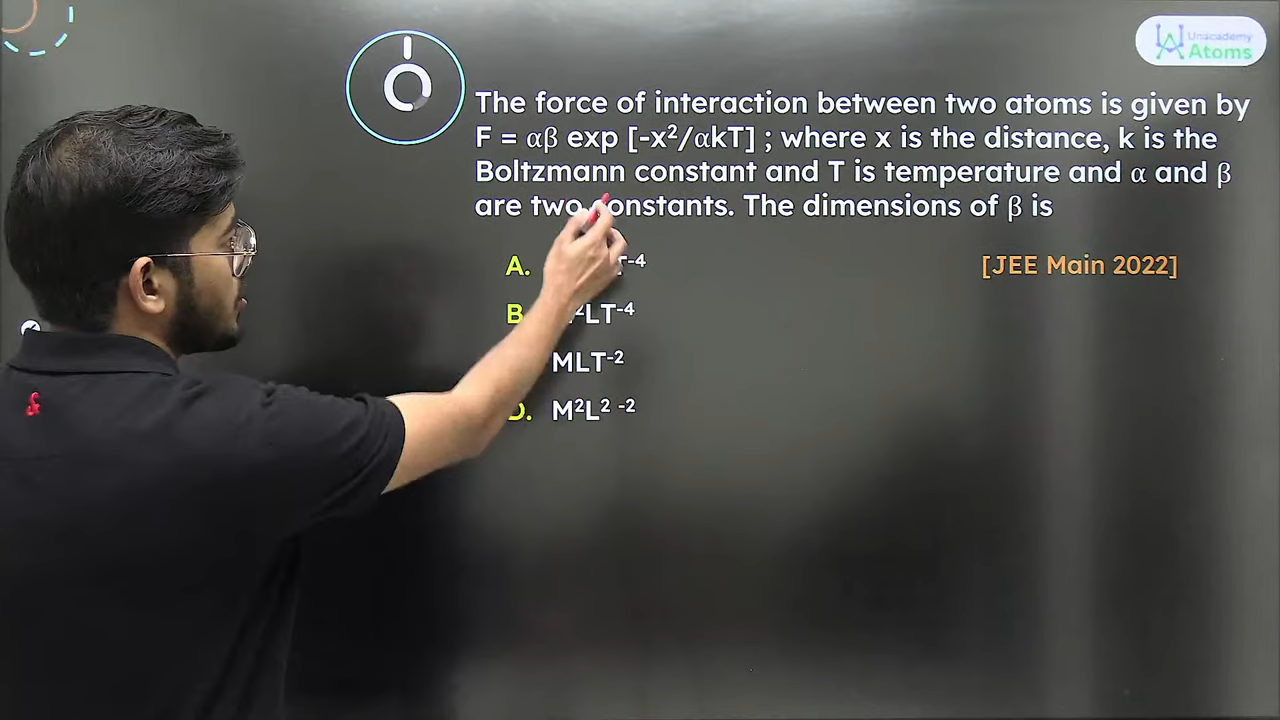 Unacademy
Atoms
The force of interaction between two atoms is given by
F = αβ exp [-x²/αkT] ; where x is the distance, k is the
Boltzmann constant and T is temperature and α and β
are two constants. The dimensions of β is
A. T⁻⁴
[JEE Main 2022]
B. ²LT⁻⁴
MLT⁻²
D. M²L² ⁻²